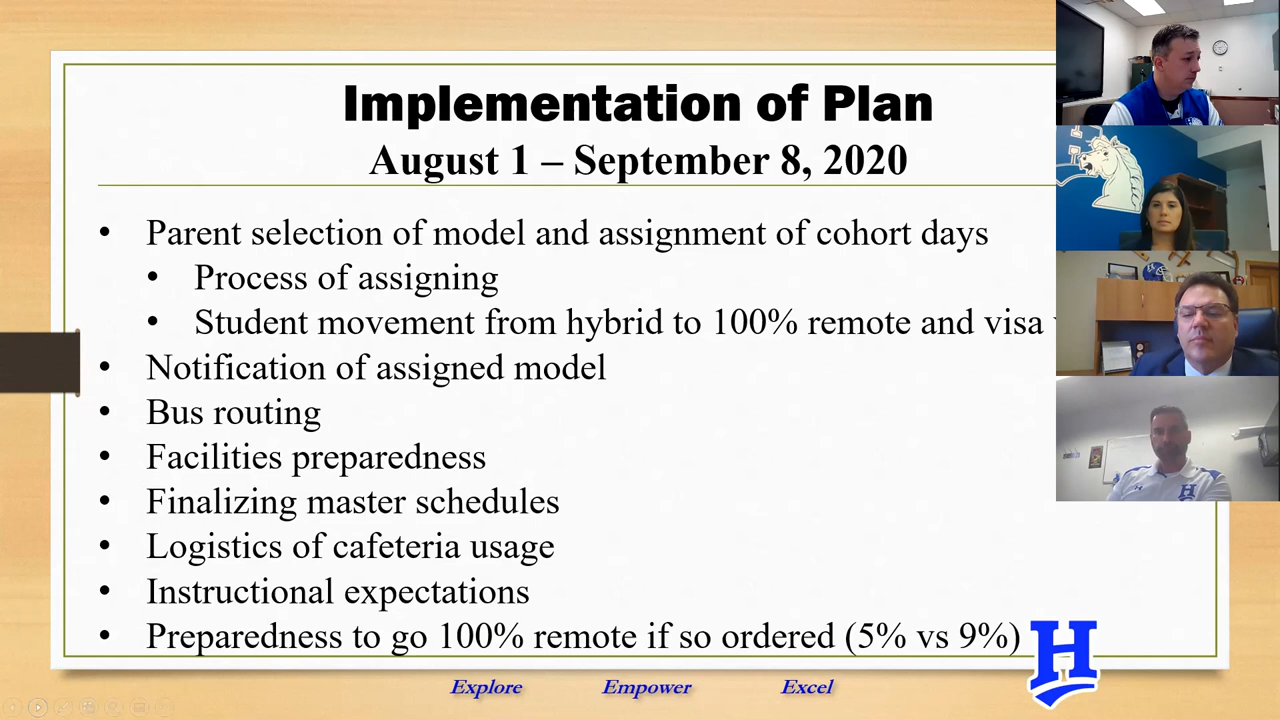 Implementation of Plan
August 1 – September 8, 2020
• Parent selection of model and assignment of cohort days
• Process of assigning
• Student movement from hybrid to 100% remote and visa
• Notification of assigned model
• Bus routing
• Facilities preparedness
• Finalizing master schedules
• Logistics of cafeteria usage
• Instructional expectations
• Preparedness to go 100% remote if so ordered (5% vs 9%)
H
Explore Empower Excel
H